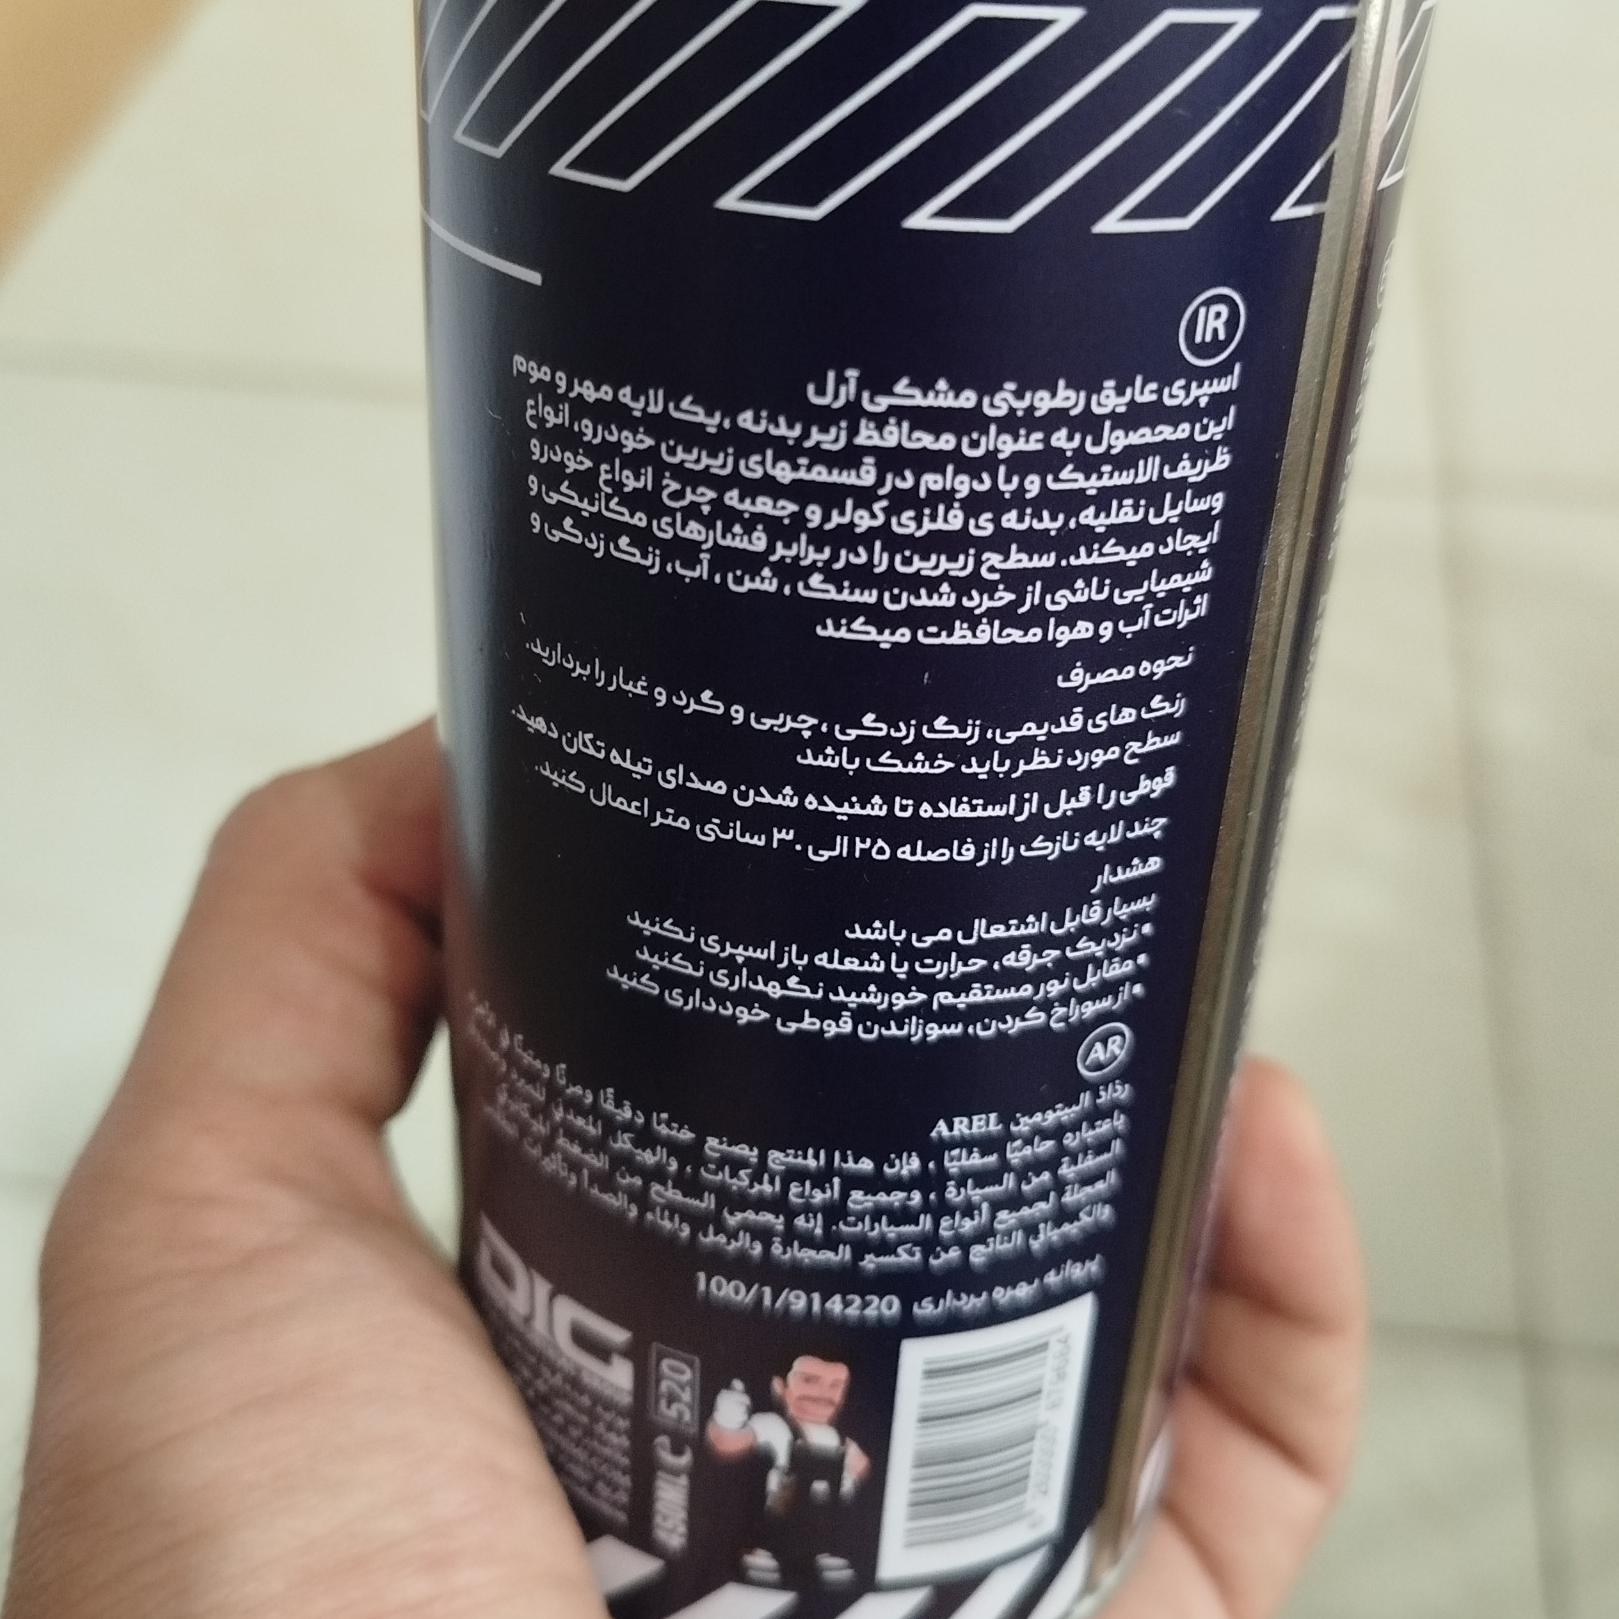 IR
اسپری عایق رطوبتی مشکی آرل
این محصول به عنوان محافظ زیر بدنه ،یک لایه مهر و موم
ظریف الاستیک و با دوام در قسمتهای زیرین خودرو، انواع
وسایل نقلیه، بدنه ی فلزی کولر و جعبه چرخ انواع خودرو
ایجاد میکند. سطح زیرین را در برابر فشارهای مکانیکی و
شیمیایی ناشی از خرد شدن سنگ ، شن ، آب، زنگ زدگی و
اثرات آب و هوا محافظت میکند
نحوه مصرف
رنگ های قدیمی، زنگ زدگی ، چربی و گرد و غبار را بردارید.
سطح مورد نظر باید خشک باشد
قوطی را قبل از استفاده تا شنیده شدن صدای تیله تکان دهید.
چند لایه نازک را از فاصله ۲۵ الی ۳۰ سانتی متر اعمال کنید.
هشدار
بسیار قابل اشتعال می باشد
• نزدیک جرقه، حرارت یا شعله باز اسپری نکنید
• مقابل نور مستقیم خورشید نگهداری نکنید
• از سوراخ کردن، سوزاندن قوطی خودداری کنید
AR
رذاذ البيتومين AREL
باعتباره حاميًا سفليًا ، فإن هذا المنتج يصنع ختمًا دقيقًا ومرنًا ومتينًا في
السفلية من السيارة ، وجميع أنواع المركبات ، والهيكل المعدني
العجلة لجميع أنواع السيارات. إنه يحمي السطح من الضغط الميكانيكي
والكيميائي الناتج عن تكسير الحجارة والرمل والماء والصدأ وتأثيرات
پروانه بهره برداری 100/1/914220
DIG
450ML e 520